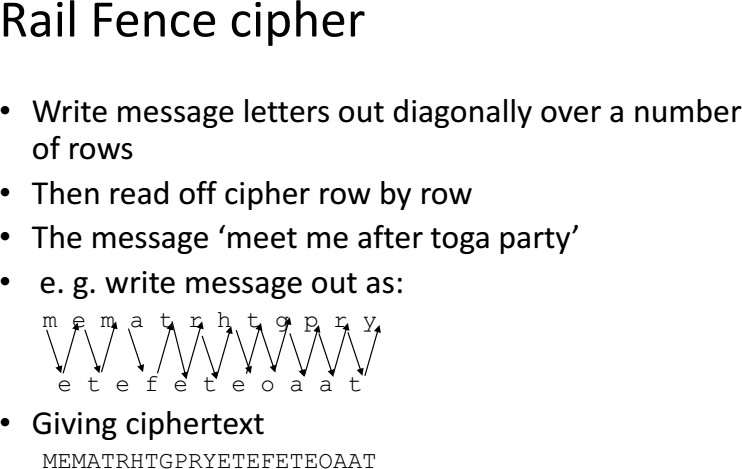 Rail Fence cipher
• Write message letters out diagonally over a number
of rows
• Then read off cipher row by row
• The message ‘meet me after toga party’
• e. g. write message out as:
m e m a t r h t g p r y
e t e f e t e o a a t
• Giving ciphertext
MEMATRHTGPRYETEFETEOAAT